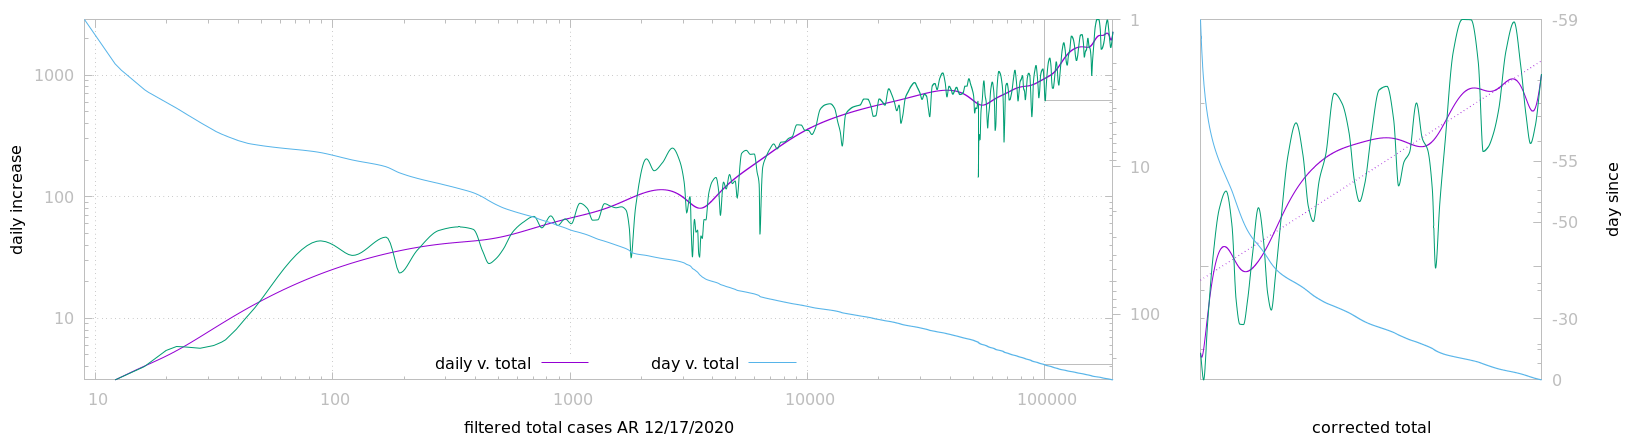 1
-59
1000
daily increase
10
-55
day since
100
-50
10
100
-30
daily v. total
day v. total
0
10
100
1000
10000
100000
filtered total cases AR 12/17/2020
corrected total